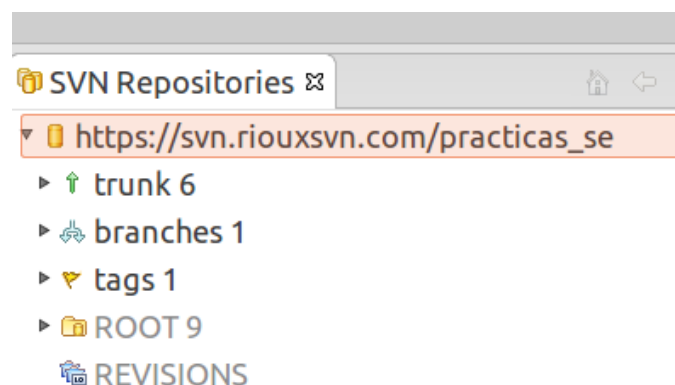 SVN Repositories
https://svn.riouxsvn.com/practicas_se
trunk 6
branches 1
tags 1
ROOT 9
REVISIONS